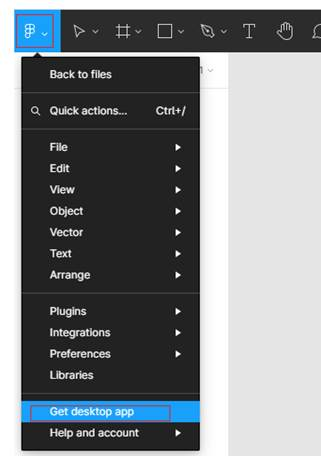 T
Back to files
Quick actions... Ctrl+/
File
Edit
View
Object
Vector
Text
Arrange
Plugins
Integrations
Preferences
Libraries
Get desktop app
Help and account